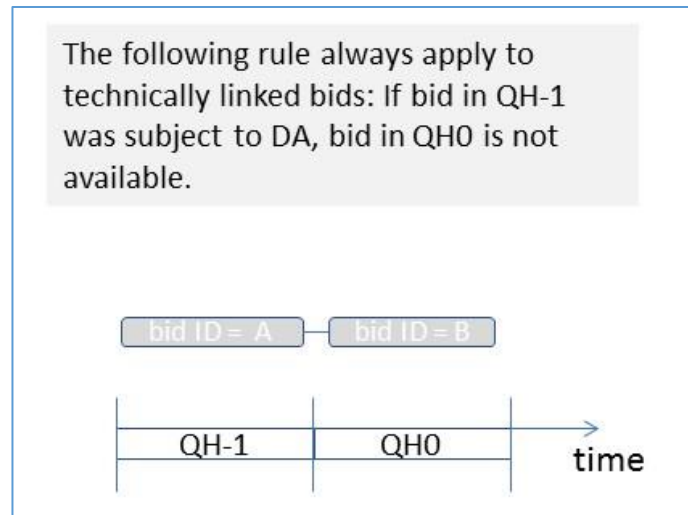 The following rule always apply to
technically linked bids: If bid in QH-1
was subject to DA, bid in QH0 is not
available.
bid ID = A bid ID = B
QH-1 QH0
time